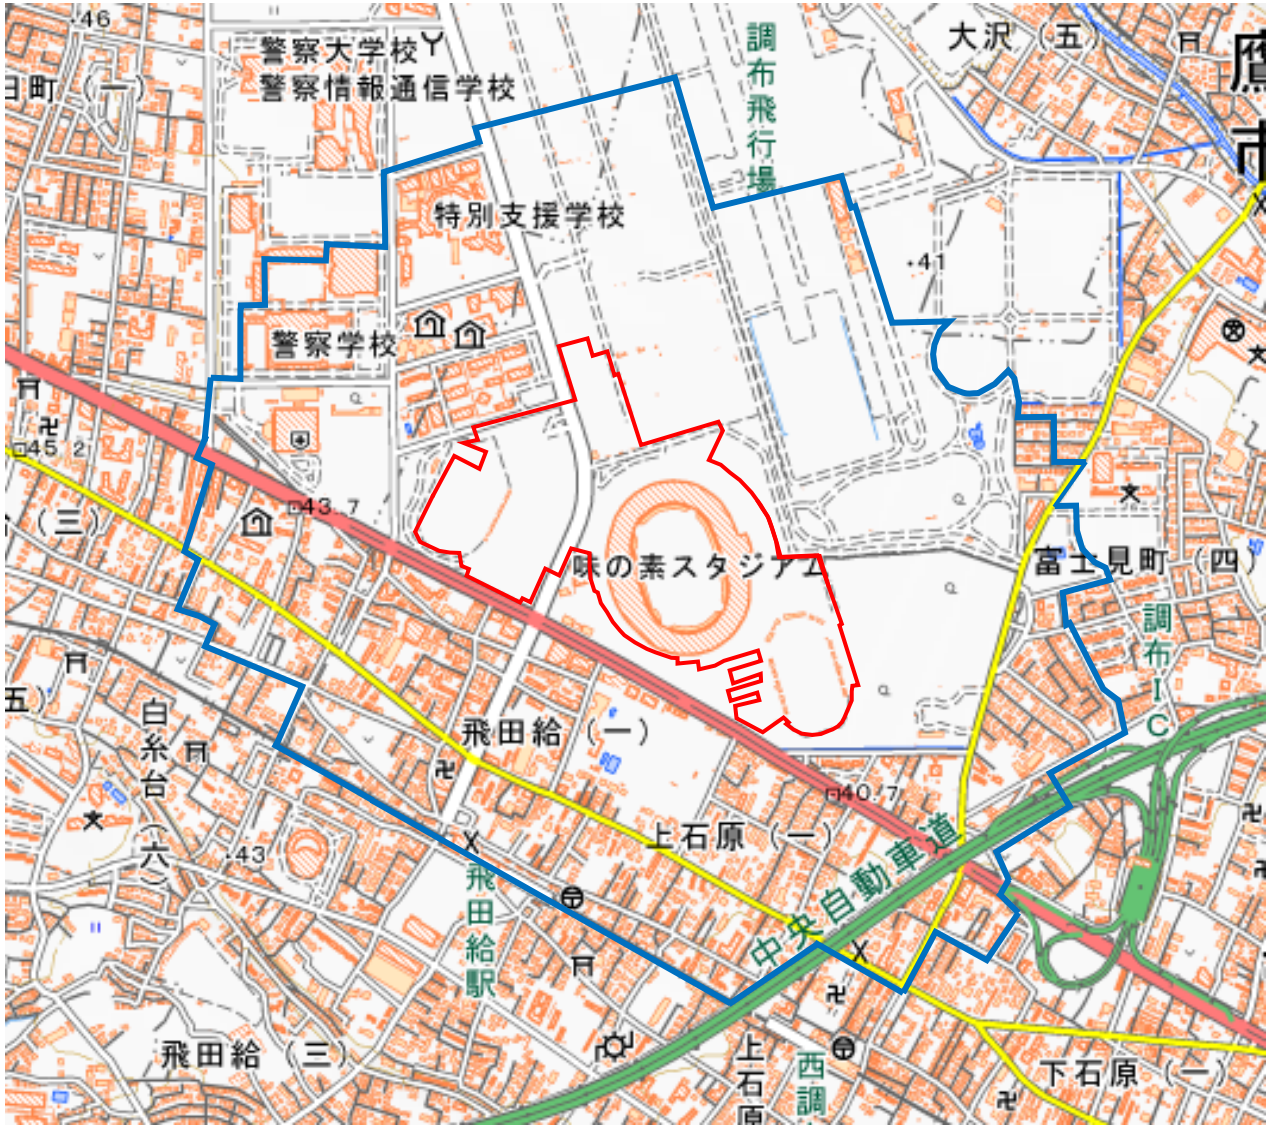 46
警察大学校
警察情報通信学校
日町(一)
調布飛行場
大沢(五)
鷹
市
特別支援学校
41
警察学校
45.2
43.7
(三)
味の素スタジアム
富士見町(四)
調布IC
五)
白糸台(六)
飛田給(一)
40.7
上石原(一)
中央自動車道
43
飛田給駅
飛田給(三)
上石原
西調
下石原(一)